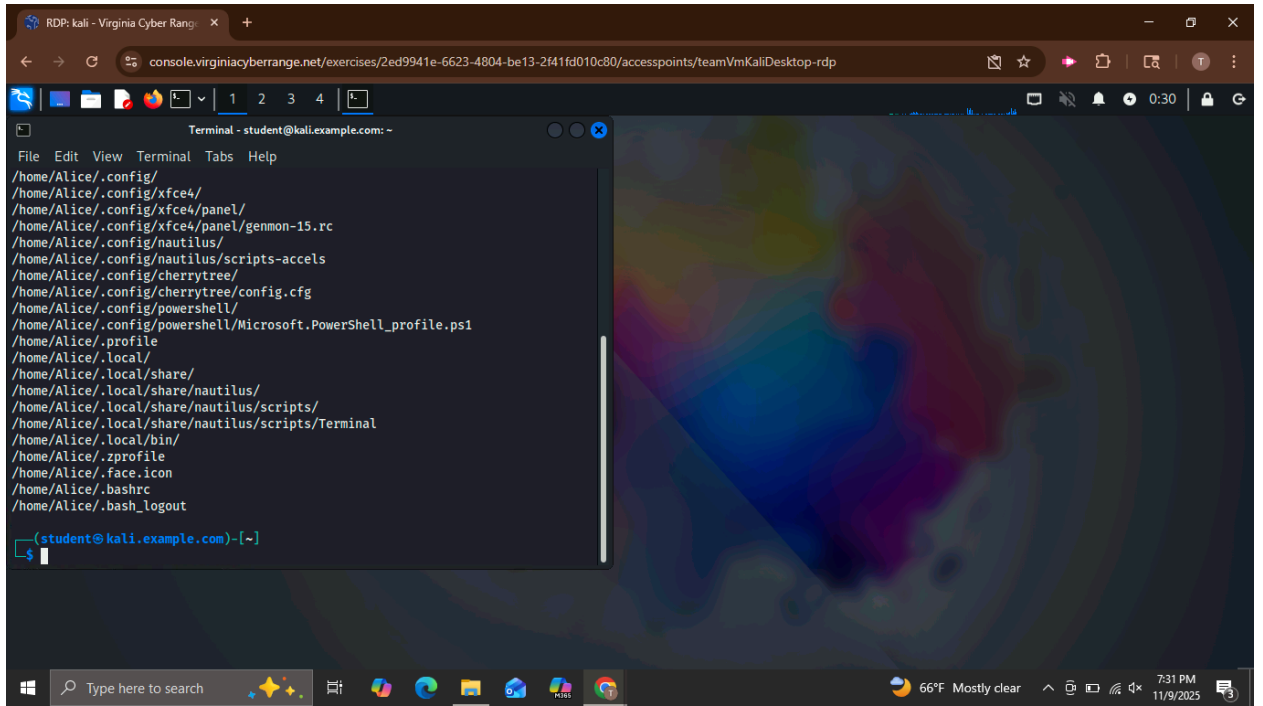 RDP: kali - Virginia Cyber Rang
console.virginiacyberrange.net/exercises/2ed9941e-6623-4804-be13-2f41fd010c80/accesspoints/teamVmKaliDesktop-rdp
T
1 2 3 4
0:30
Terminal - student@kali.example.com: ~
File Edit View Terminal Tabs Help
/home/Alice/.config/
/home/Alice/.config/xfce4/
/home/Alice/.config/xfce4/panel/
/home/Alice/.config/xfce4/panel/genmon-15.rc
/home/Alice/.config/nautilus/
/home/Alice/.config/nautilus/scripts-accels
/home/Alice/.config/cherrytree/
/home/Alice/.config/cherrytree/config.cfg
/home/Alice/.config/powershell/
/home/Alice/.config/powershell/Microsoft.PowerShell_profile.ps1
/home/Alice/.profile
/home/Alice/.local/
/home/Alice/.local/share/
/home/Alice/.local/share/nautilus/
/home/Alice/.local/share/nautilus/scripts/
/home/Alice/.local/share/nautilus/scripts/Terminal
/home/Alice/.local/bin/
/home/Alice/.zprofile
/home/Alice/.face.icon
/home/Alice/.bashrc
/home/Alice/.bash_logout
┌──(student㉿kali.example.com)-[~]
└─$
Type here to search
M365
66°F Mostly clear
7:31 PM
11/9/2025
3